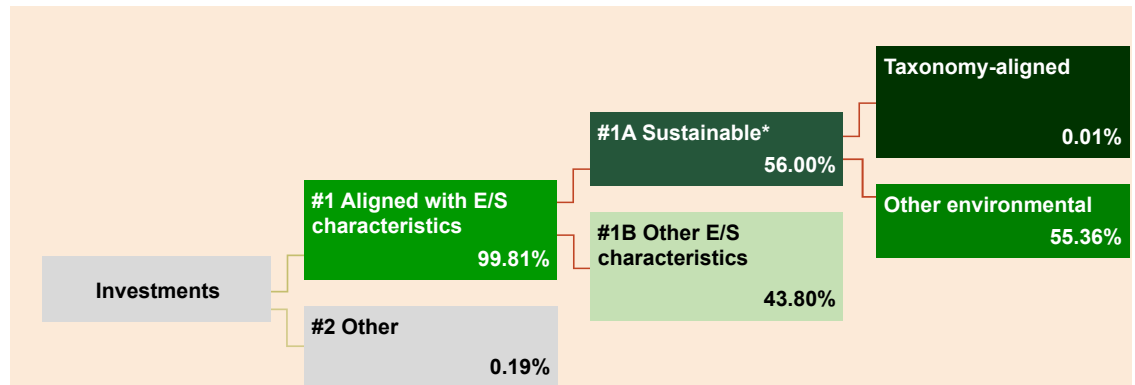 Investments
#1 Aligned with E/S
characteristics
99.81%
#2 Other
0.19%
#1A Sustainable*
56.00%
#1B Other E/S
characteristics
43.80%
Taxonomy-aligned
0.01%
Other environmental
55.36%